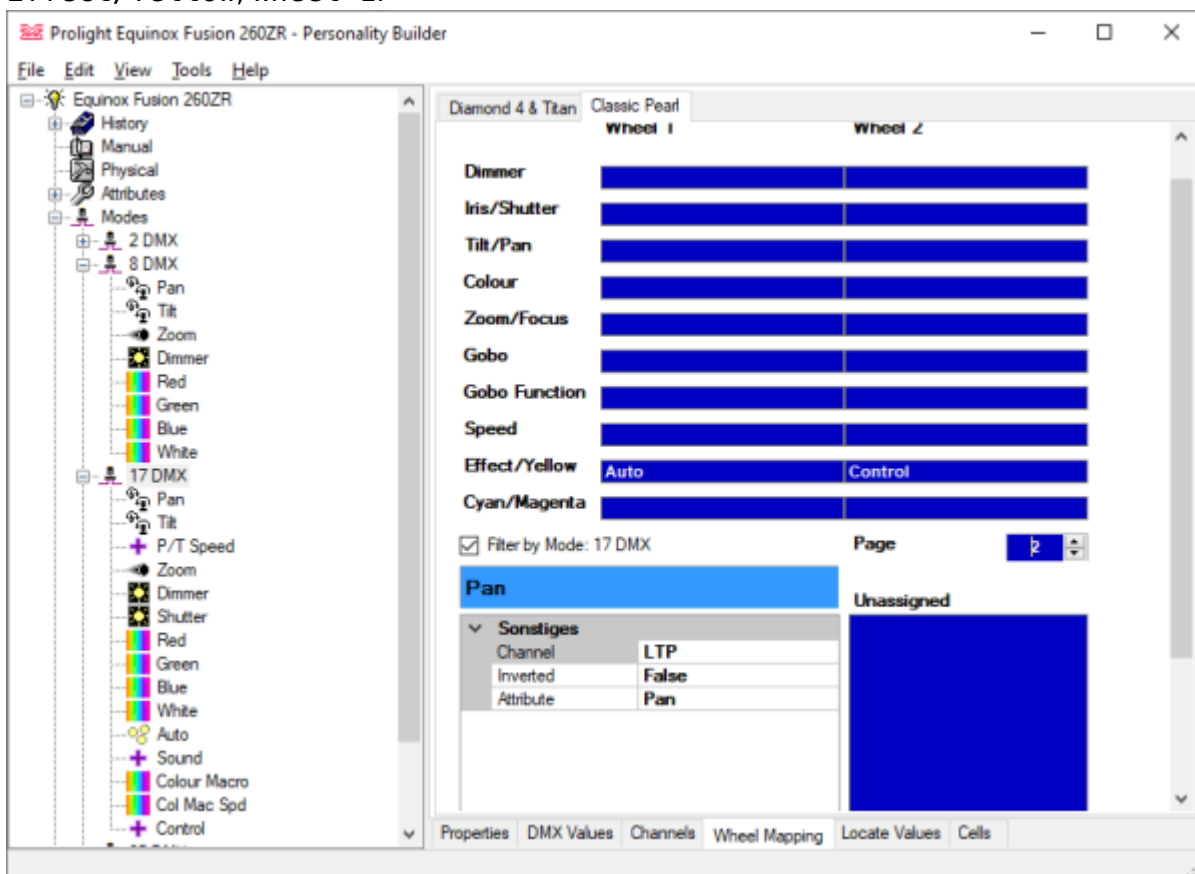 Prolight Equinox Fusion 260ZR - Personality Builder
File Edit View Tools Help
Equinox Fusion 260ZR
History
Manual
Physical
Attributes
Modes
2 DMX
8 DMX
Pan
Tilt
Zoom
Dimmer
Red
Green
Blue
White
17 DMX
Pan
Tilt
P/T Speed
Zoom
Dimmer
Shutter
Red
Green
Blue
White
Auto
Sound
Colour Macro
Col Mac Spd
Control
Diamond 4 & Titan Classic Pearl
Wheel 1 Wheel 2
Dimmer
Iris/Shutter
Tilt/Pan
Colour
Zoom/Focus
Gobo
Gobo Function
Speed
Effect/Yellow Auto Control
Cyan/Magenta
Filter by Mode: 17 DMX Page 2
Pan
Unassigned
Sonstiges
Channel LTP
Inverted False
Attribute Pan
Properties DMX Values Channels Wheel Mapping Locate Values Cells